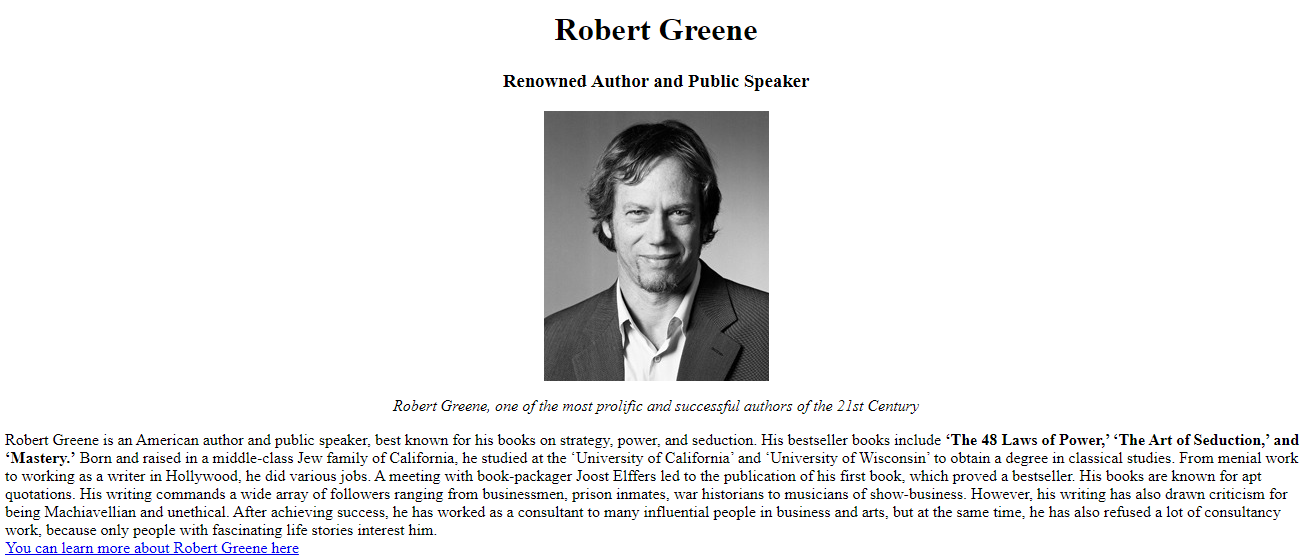 Robert Greene
Renowned Author and Public Speaker
Robert Greene, one of the most prolific and successful authors of the 21st Century
Robert Greene is an American author and public speaker, best known for his books on strategy, power, and seduction. His bestseller books include ‘The 48 Laws of Power,’ ‘The Art of Seduction,’ and
‘Mastery.’ Born and raised in a middle-class Jew family of California, he studied at the ‘University of California’ and ‘University of Wisconsin’ to obtain a degree in classical studies. From menial work
to working as a writer in Hollywood, he did various jobs. A meeting with book-packager Joost Elffers led to the publication of his first book, which proved a bestseller. His books are known for apt
quotations. His writing commands a wide array of followers ranging from businessmen, prison inmates, war historians to musicians of show-business. However, his writing has also drawn criticism for
being Machiavellian and unethical. After achieving success, he has worked as a consultant to many influential people in business and arts, but at the same time, he has also refused a lot of consultancy
work, because only people with fascinating life stories interest him.
You can learn more about Robert Greene here